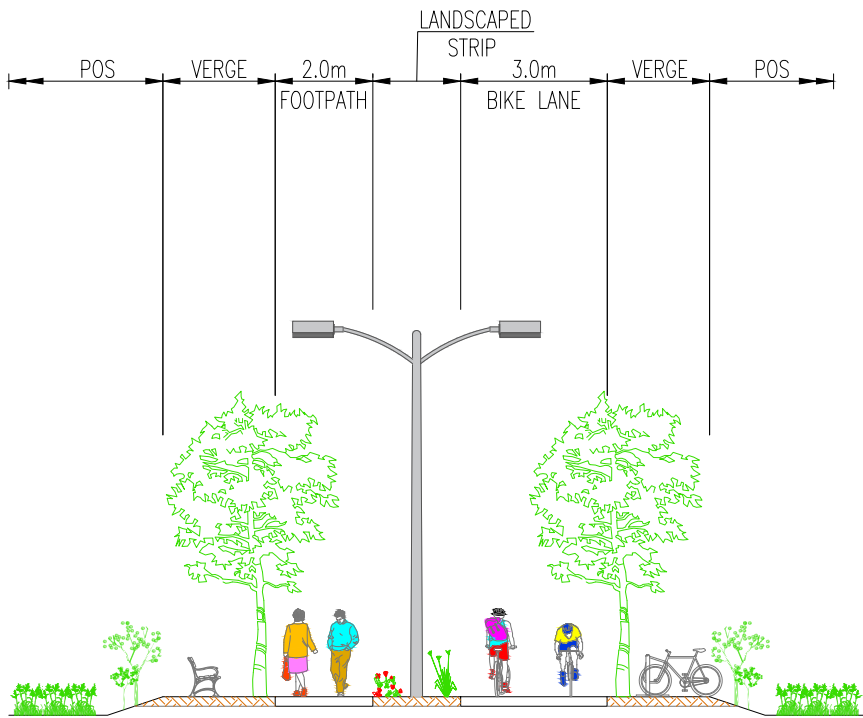 LANDSCAPED
STRIP
POS VERGE 2.0m 3.0m VERGE POS
FOOTPATH BIKE LANE